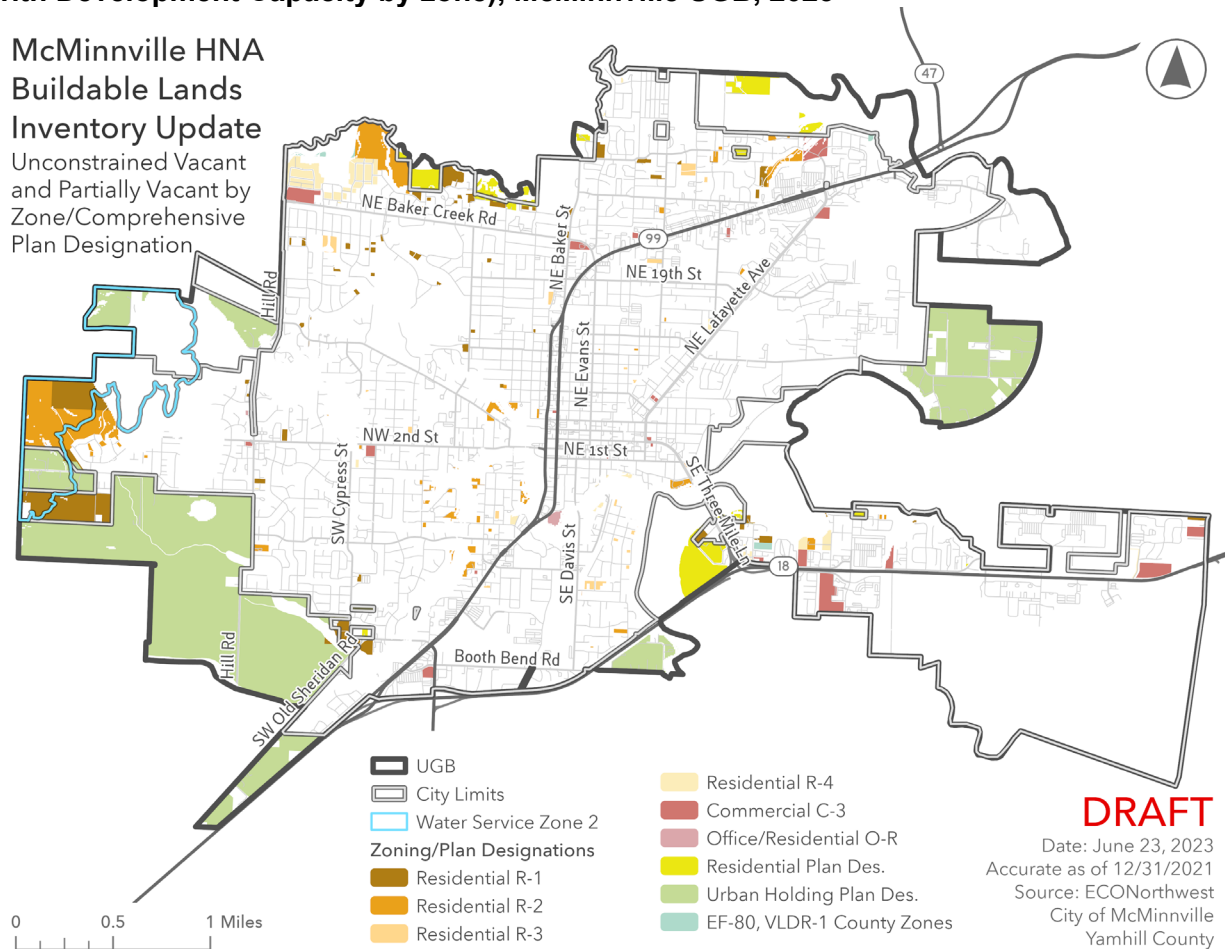 McMinnville HNA
Buildable Lands
Inventory Update
Unconstrained Vacant
and Partially Vacant by
Zone/Comprehensive
Plan Designation
47
NE Baker Creek Rd
NE Baker St
99
NE 19th St
Hill Rd
NE Lafayette Ave
NE Evans St
NW 2nd St
NE 1st St
SW Cypress St
SE Three Mile Ln
SE Davis St
18
Hill Rd
Booth Bend Rd
SW Old Sheridan Rd
UGB
City Limits
Water Service Zone 2
Zoning/Plan Designations
Residential R-1
Residential R-2
Residential R-3
Residential R-4
Commercial C-3
Office/Residential O-R
Residential Plan Des.
Urban Holding Plan Des.
EF-80, VLDR-1 County Zones
0 0.5 1 Miles
DRAFT
Date: June 23, 2023
Accurate as of 12/31/2021
Source: ECONorthwest
City of McMinnville
Yamhill County